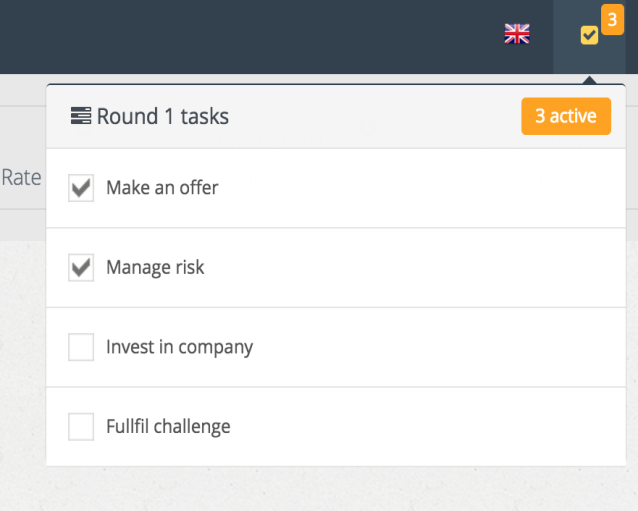 3
Round 1 tasks
3 active
Rate
Make an offer
Manage risk
Invest in company
Fullfil challenge